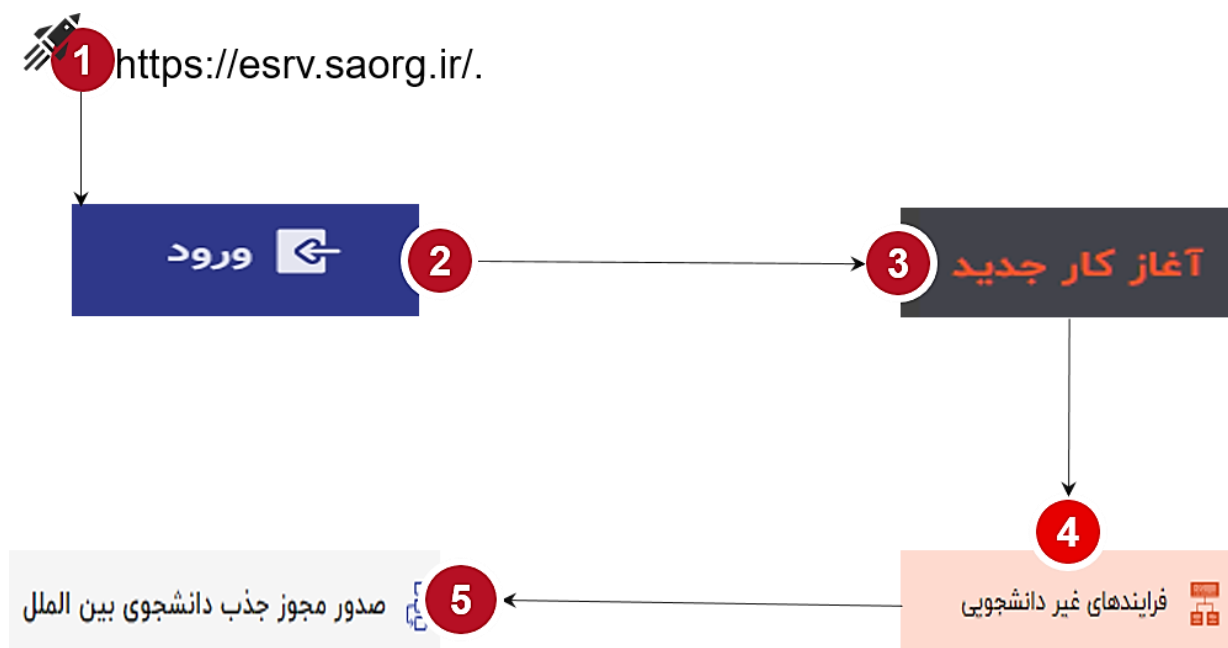 1 https://esrv.saorg.ir/.
ورود 2
3 آغاز کار جدید
4
فرایندهای غیر دانشجویی
5 صدور مجوز جذب دانشجوی بین الملل